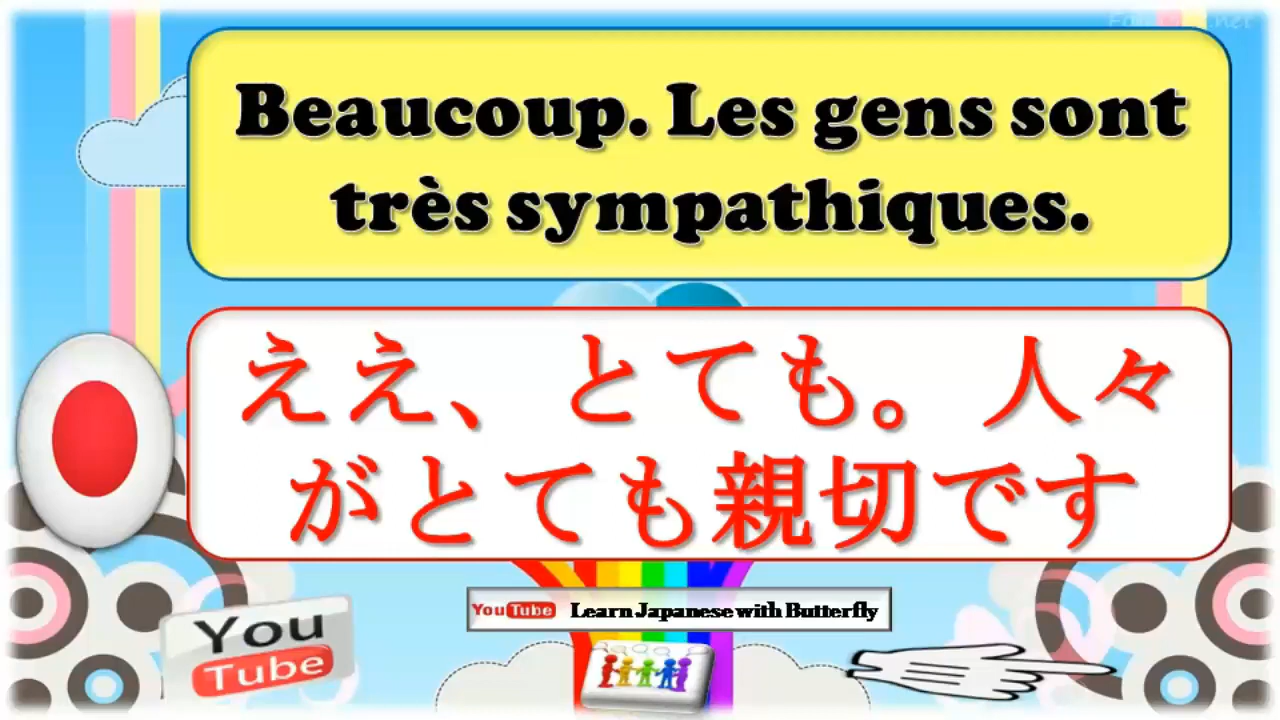 Beaucoup. Les gens sont
très sympathiques.
ええ、とても。人々
がとても親切です
YouTube Learn Japanese with Butterfly
You
Tube